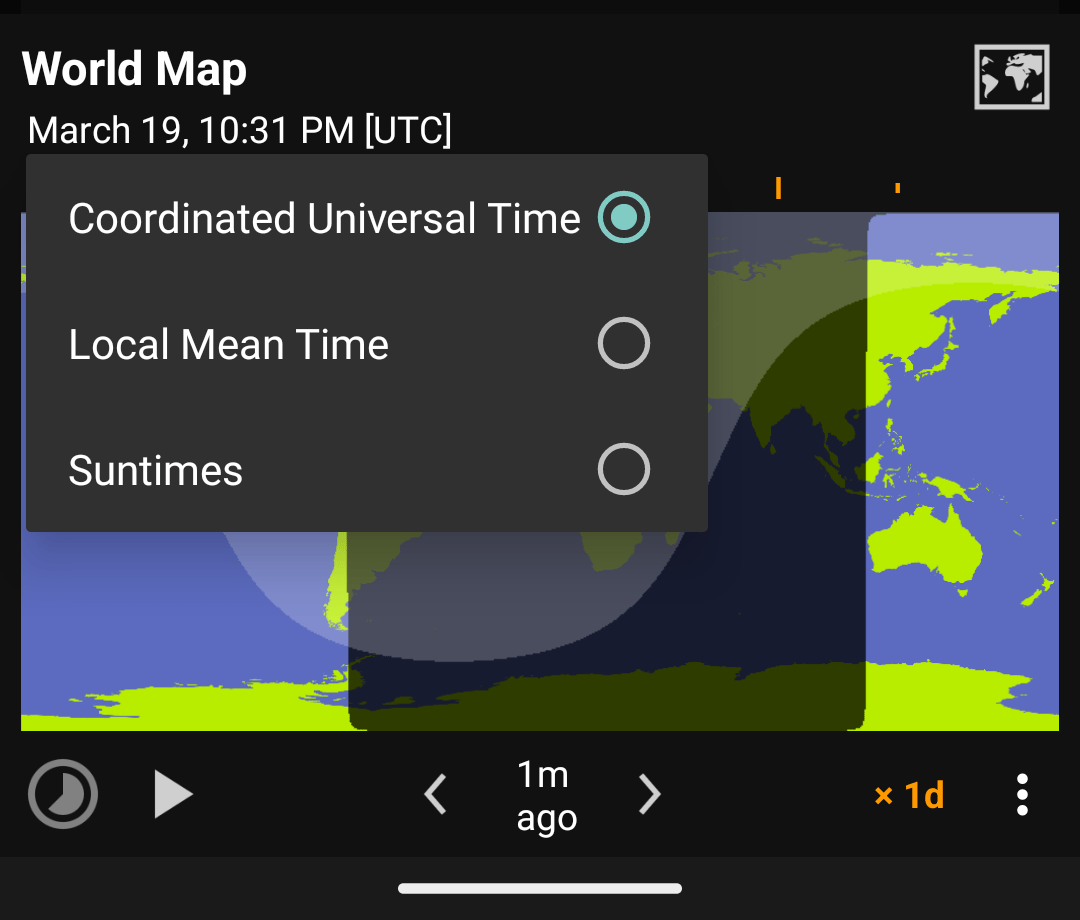 World Map
March 19, 10:31 PM [UTC]
Coordinated Universal Time
Local Mean Time
Suntimes
1m
ago
× 1d